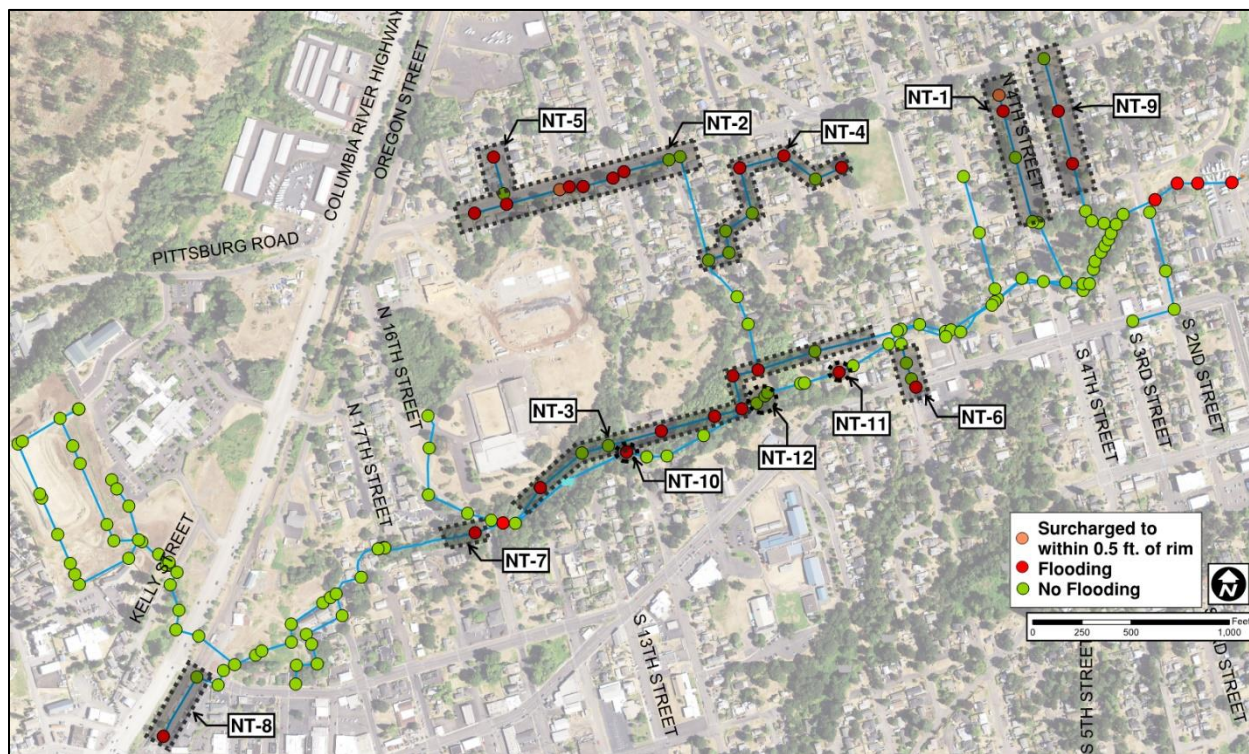 COLUMBIA RIVER HIGHWAY
OREGON STREET
NT-5
NT-2
NT-4
NT-1
N 4TH STREET
NT-9
PITTSBURG ROAD
N 16TH STREET
N 17TH STREET
NT-3
NT-10
NT-12
NT-11
NT-6
S 4TH STREET
S 3RD STREET
S 2ND STREET
KELLY STREET
NT-7
NT-8
S 13TH STREET
S 5TH STREET
Surcharged to
within 0.5 ft. of rim
Flooding
No Flooding
N
Feet
0 250 500 1,000
D STREET